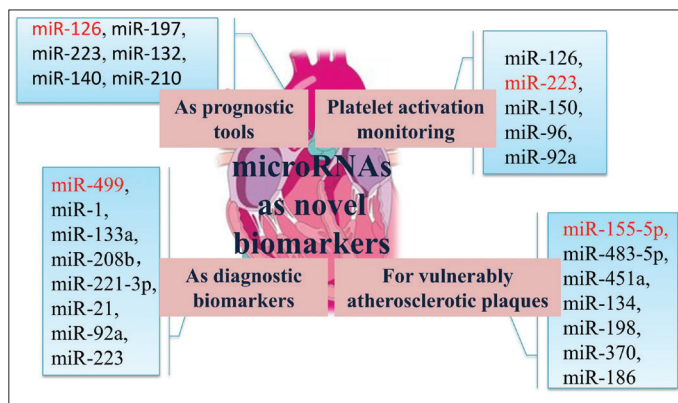 miR-126, miR-197,
miR-223, miR-132,
miR-140, miR-210
As prognostic
tools
Platelet activation
monitoring
miR-126,
miR-223,
miR-150,
miR-96,
miR-92a
microRNAs
as novel
biomarkers
miR-499,
miR-1,
miR-133a,
miR-208b,
miR-221-3p,
miR-21,
miR-92a,
miR-223
As diagnostic
biomarkers
For vulnerably
atherosclerotic plaques
miR-155-5p,
miR-483-5p,
miR-451a,
miR-134,
miR-198,
miR-370,
miR-186